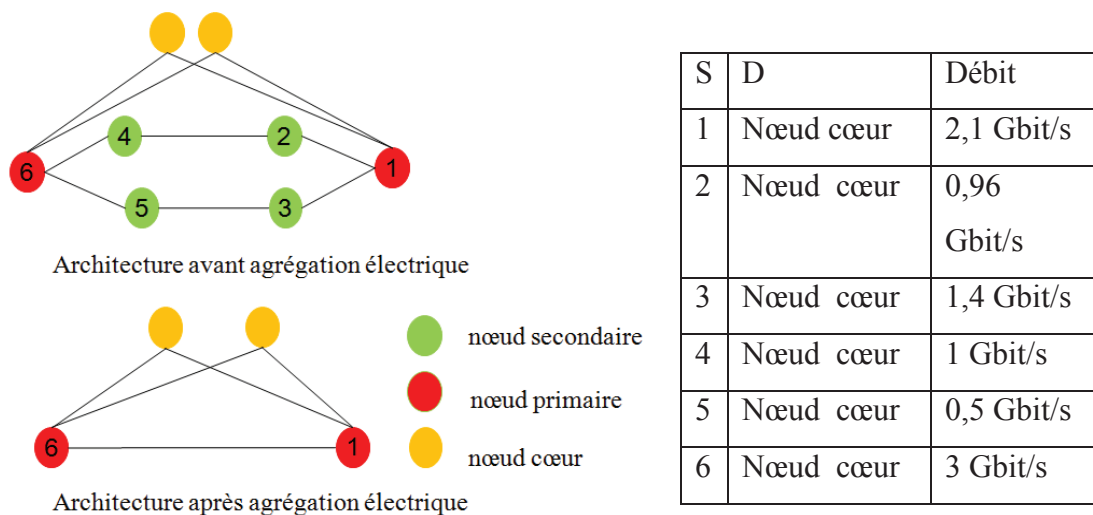 4
2
6
1
5
3
Architecture avant agrégation électrique
6
1
Architecture après agrégation électrique
nœud secondaire
nœud primaire
nœud cœur
S D Débit
1 Nœud cœur 2,1 Gbit/s
2 Nœud cœur 0,96
Gbit/s
3 Nœud cœur 1,4 Gbit/s
4 Nœud cœur 1 Gbit/s
5 Nœud cœur 0,5 Gbit/s
6 Nœud cœur 3 Gbit/s